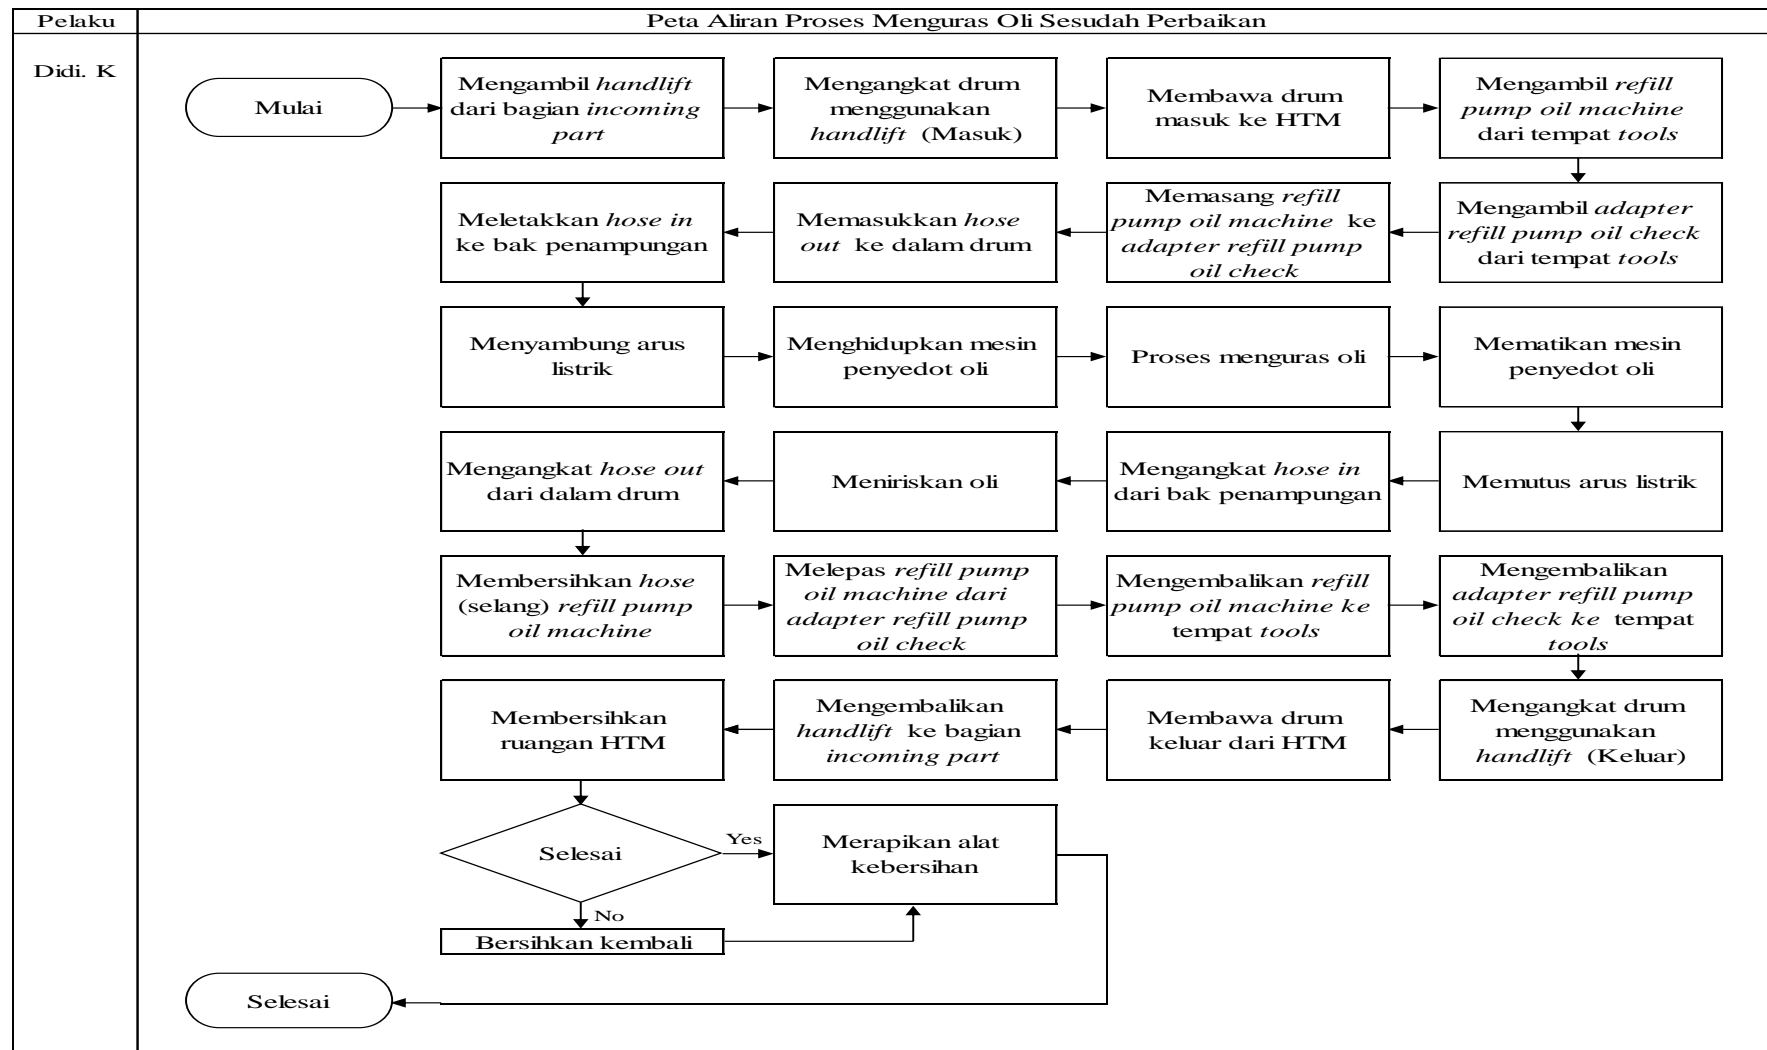 Pelaku
Peta Aliran Proses Menguras Oli Sesudah Perbaikan
Didi. K
Mulai
Mengambil handlift
dari bagian incoming
part
Mengangkat drum
menggunakan
handlift (Masuk)
Membawa drum
masuk ke HTM
Mengambil refill
pump oil machine
dari tempat tools
Mengambil adapter
refill pump oil check
dari tempat tools
Memasang refill
pump oil machine ke
adapter refill pump
oil check
Memasukkan hose
out ke dalam drum
Meletakkan hose in
ke bak penampungan
Menyambung arus
listrik
Menghidupkan mesin
penyedot oli
Proses menguras oli
Mematikan mesin
penyedot oli
Memutus arus listrik
Mengangkat hose in
dari bak penampungan
Meniriskan oli
Mengangkat hose out
dari dalam drum
Membersihkan hose
(selang) refill pump
oil machine
Melepas refill pump
oil machine dari
adapter refill pump
oil check
Mengembalikan refill
pump oil machine ke
tempat tools
Mengembalikan
adapter refill pump
oil check ke tempat
tools
Mengangkat drum
menggunakan
handlift (Keluar)
Membawa drum
keluar dari HTM
Mengembalikan
handlift ke bagian
incoming part
Membersihkan
ruangan HTM
Selesai
Yes
Merapikan alat
kebersihan
No
Bersihkan kembali
Selesai